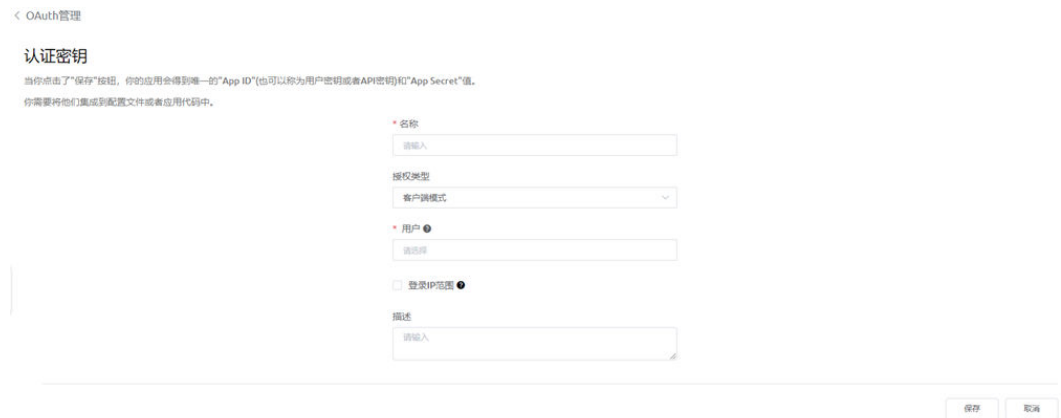 < OAuth管理
认证密钥
当你点击了"保存"按钮，你的应用会得到唯一的"App ID"(也可以称为用户密钥或者API密钥)和"App Secret"值。
你需要将他们集成到配置文件或者应用代码中。
* 名称
请输入
授权类型
客户端模式
* 用户 ?
请选择
登录IP范围 ?
描述
请输入
保存 取消